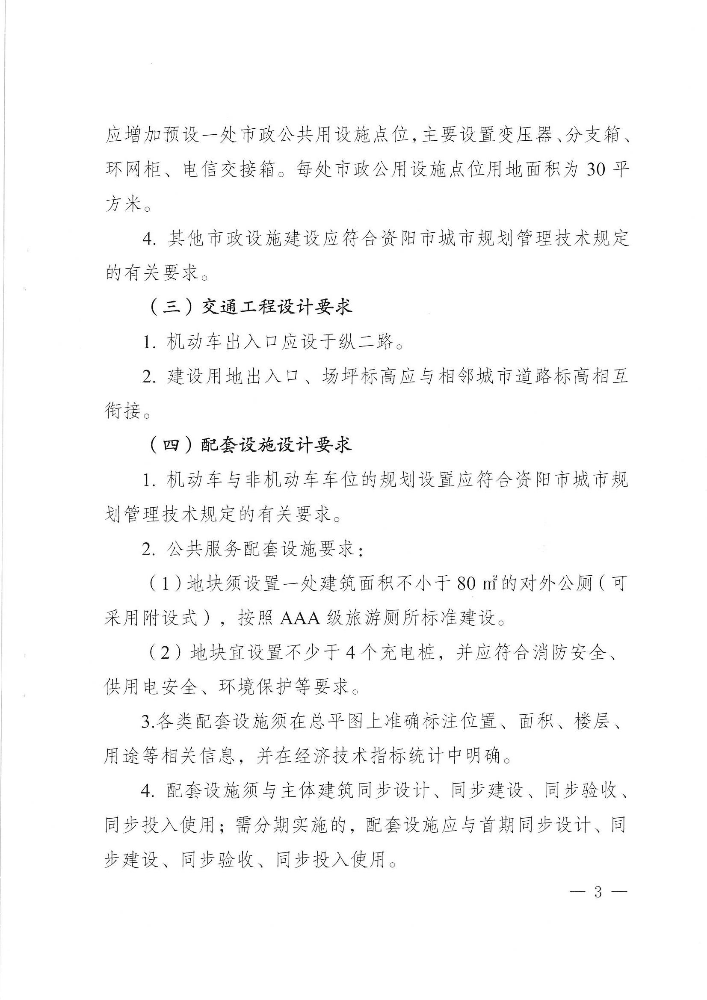 应增加预设一处市政公共用设施点位，主要设置变压器、分支箱、
环网柜、电信交接箱。每处市政公用设施点位用地面积为 30 平
方米。
4. 其他市政设施建设应符合资阳市城市规划管理技术规定
的有关要求。
（三）交通工程设计要求
1. 机动车出入口应设于纵二路。
2. 建设用地出入口、场坪标高应与相邻城市道路标高相互
衔接。
（四）配套设施设计要求
1. 机动车与非机动车车位的规划设置应符合资阳市城市规
划管理技术规定的有关要求。
2. 公共服务配套设施要求：
（1）地块须设置一处建筑面积不小于 80 ㎡的对外公厕（可
采用附设式），按照 AAA 级旅游厕所标准建设。
（2）地块宜设置不少于 4 个充电桩，并应符合消防安全、
供用电安全、环境保护等要求。
3.各类配套设施须在总平图上准确标注位置、面积、楼层、
用途等相关信息，并在经济技术指标统计中明确。
4. 配套设施须与主体建筑同步设计、同步建设、同步验收、
同步投入使用；需分期实施的，配套设施应与首期同步设计、同
步建设、同步验收、同步投入使用。
— 3 —